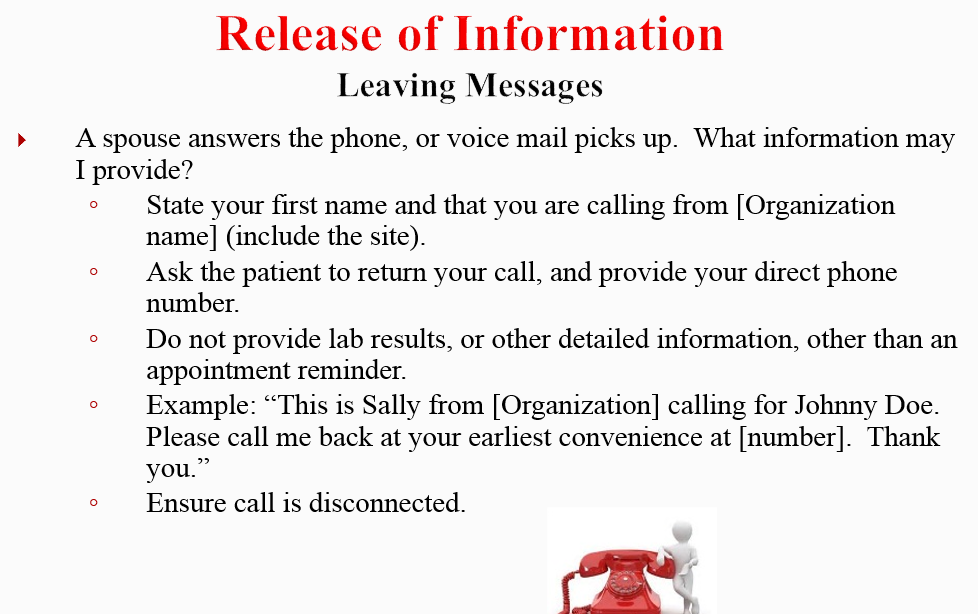 Release of Information
Leaving Messages
A spouse answers the phone, or voice mail picks up.  What information may
I provide?
State your first name and that you are calling from [Organization
name] (include the site).
Ask the patient to return your call, and provide your direct phone
number.
Do not provide lab results, or other detailed information, other than an
appointment reminder.
Example: “This is Sally from [Organization] calling for Johnny Doe.
Please call me back at your earliest convenience at [number].  Thank
you.”
Ensure call is disconnected.